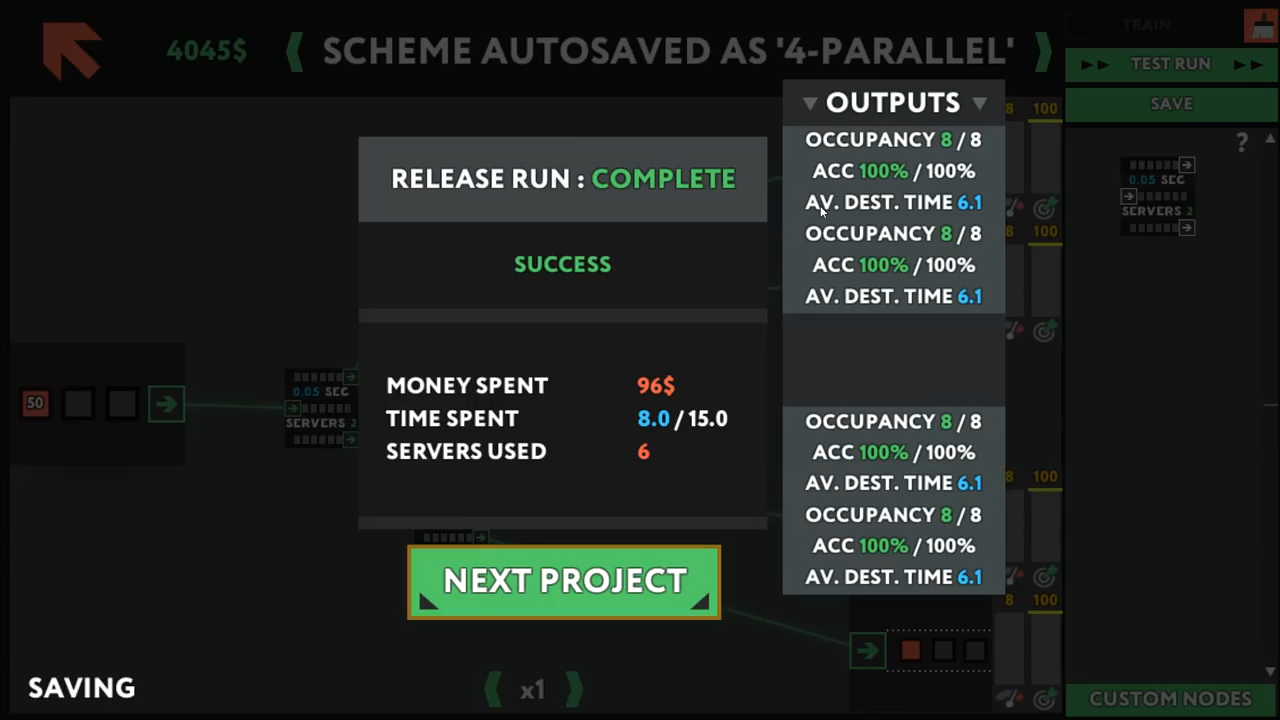 4045$
SCHEME AUTOSAVED AS '4-PARALLEL'
TRAIN
TEST RUN
SAVE
?
OUTPUTS
OCCUPANCY 8 / 8
ACC 100% / 100%
AV. DEST. TIME 6.1
OCCUPANCY 8 / 8
ACC 100% / 100%
AV. DEST. TIME 6.1
OCCUPANCY 8 / 8
ACC 100% / 100%
AV. DEST. TIME 6.1
OCCUPANCY 8 / 8
ACC 100% / 100%
AV. DEST. TIME 6.1
RELEASE RUN : COMPLETE
SUCCESS
MONEY SPENT 96$
TIME SPENT 8.0 / 15.0
SERVERS USED 6
NEXT PROJECT
50
0.05 SEC
SERVERS 2
8 100
8 100
8 100
8 100
0.05 SEC
SERVERS 2
SAVING
x1
CUSTOM NODES